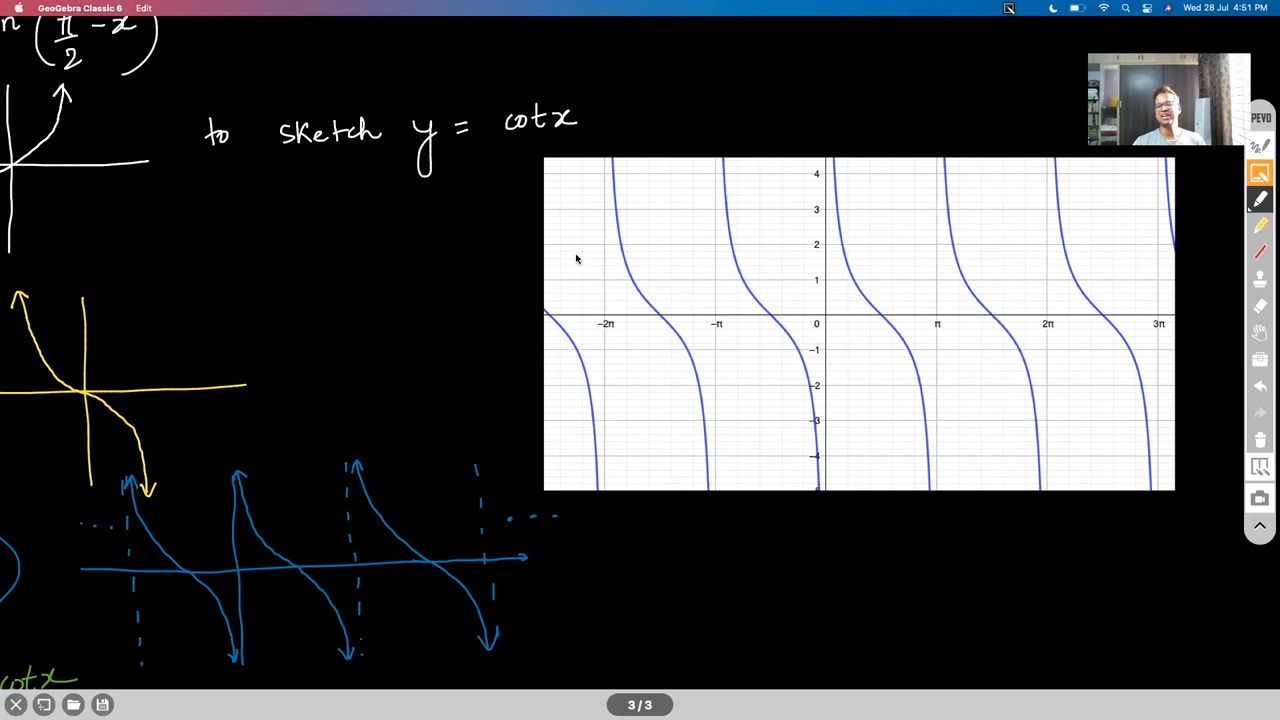 GeoGebra Classic 6 Edit Wed 28 Jul 4:51 PM
n (π/2 - x)
to sketch y = cot x
4
3
2
1
-2π -π 0 π 2π 3π
-1
-2
-3
-4
cot x
3 / 3